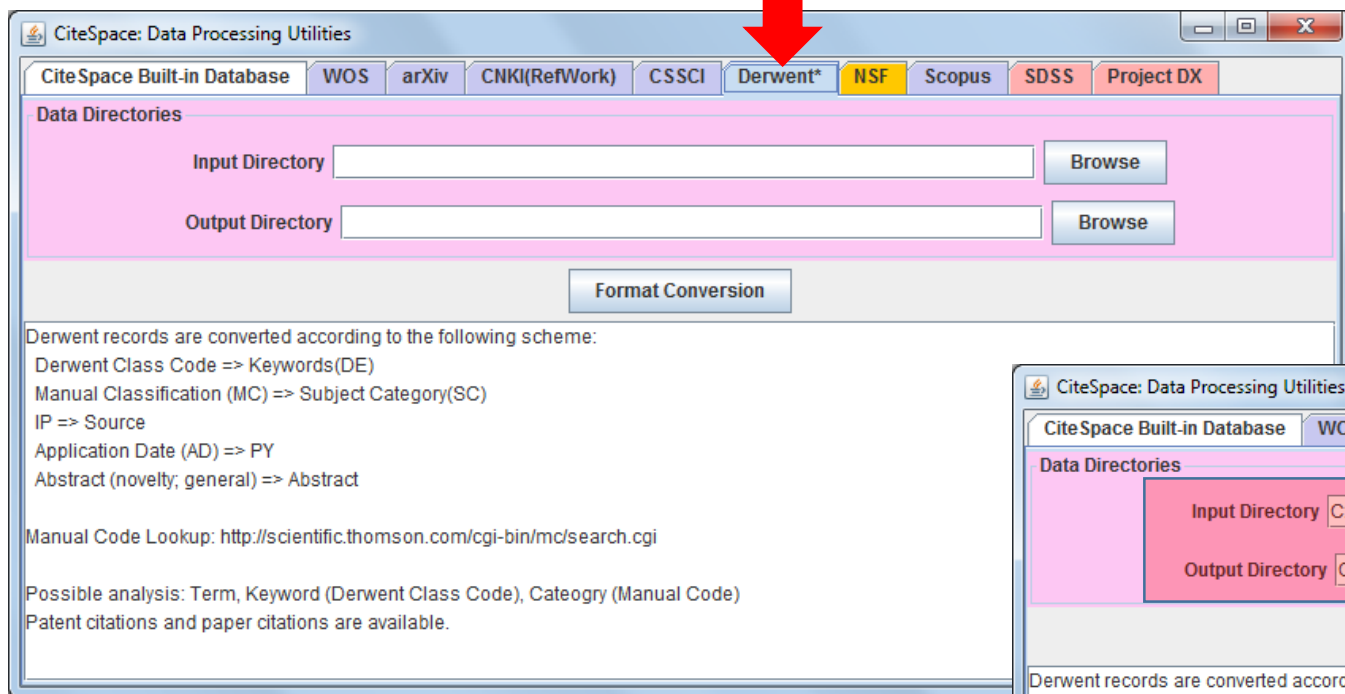 CiteSpace: Data Processing Utilities
CiteSpace Built-in Database WOS arXiv CNKI(RefWork) CSSCI Derwent* NSF Scopus SDSS Project DX
Data Directories
Input Directory Browse
Output Directory Browse
Format Conversion
Derwent records are converted according to the following scheme:
Derwent Class Code => Keywords(DE)
Manual Classification (MC) => Subject Category(SC)
IP => Source
Application Date (AD) => PY
Abstract (novelty; general) => Abstract
Manual Code Lookup: http://scientific.thomson.com/cgi-bin/mc/search.cgi
Possible analysis: Term, Keyword (Derwent Class Code), Cateogry (Manual Code)
Patent citations and paper citations are available.
CiteSpace: Data Processing Utilities
CiteSpace Built-in Database
Data Directories
Input Directory
Output Directory
Derwent records are converted